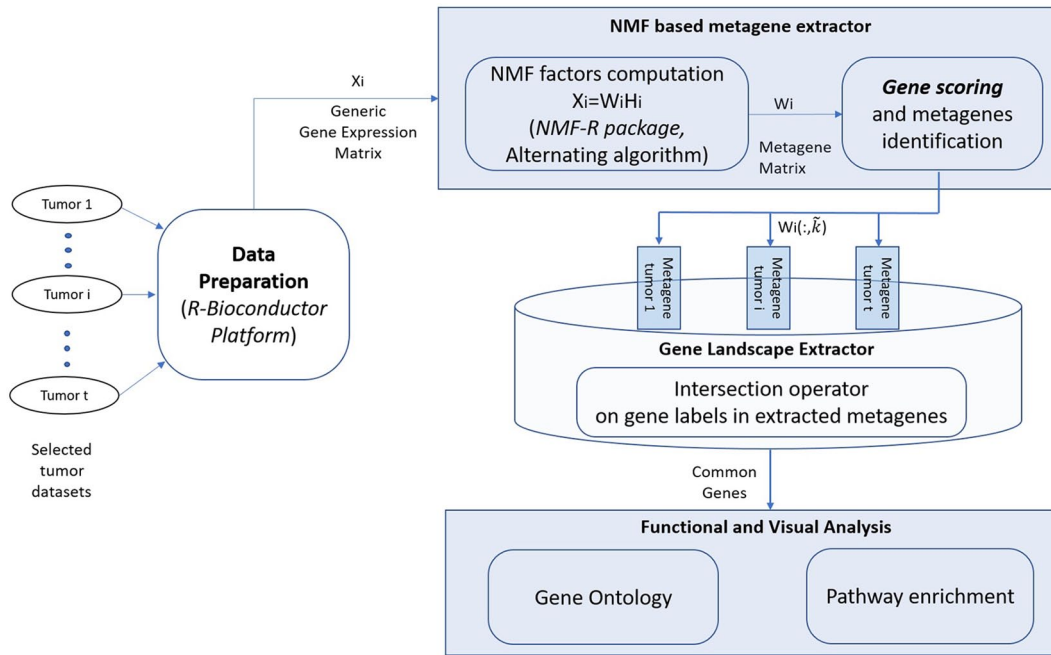 Tumor 1
Tumor i
Tumor t
Selected
tumor
datasets
Data
Preparation
(R-Bioconductor
Platform)
Xi
Generic
Gene Expression
Matrix
NMF based metagene extractor
NMF factors computation
Xi=WiHi
(NMF-R package,
Alternating algorithm)
Wi
Metagene
Matrix
Gene scoring
and metagenes
identification
Wi(:,k̃)
Metagene
tumor 1
Metagene
tumor i
Metagene
tumor t
Gene Landscape Extractor
Intersection operator
on gene labels in extracted metagenes
Common
Genes
Functional and Visual Analysis
Gene Ontology
Pathway enrichment